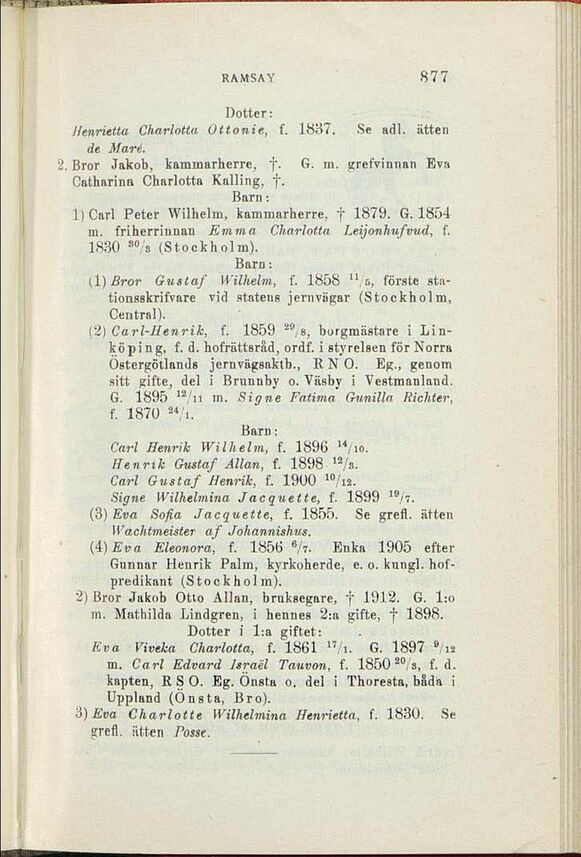 RAMSAY 877
Dotter:
Henrietta Charlotta Ottonie, f. 1837. Se adl. ätten
de Maré.
2. Bror Jakob, kammarherre, †. G. m. grefvinnan Eva
Catharina Charlotta Kalling, †.
Barn:
1) Carl Peter Wilhelm, kammarherre, † 1879. G. 1854
m. friherrinnan Emma Charlotta Leijonhufvud, f.
1830 30/8 (Stockholm).
Barn:
(1) Bror Gustaf Wilhelm, f. 1858 11/5, förste sta-
tionsskrifvare vid statens jernvägar (Stockholm,
Central).
(2) Carl-Henrik, f. 1859 29/8, borgmästare i Lin-
köping, f. d. hofrättsråd, ordf. i styrelsen för Norra
Östergötlands jernvägsaktb., R N O. Eg., genom
sitt gifte, del i Brunnby o. Väsby i Vestmanland.
G. 1895 12/11 m. Signe Fatima Gunilla Richter,
f. 1870 24/1.
Barn:
Carl Henrik Wilhelm, f. 1896 14/10.
Henrik Gustaf Allan, f. 1898 12/3.
Carl Gustaf Henrik, f. 1900 10/12.
Signe Wilhelmina Jacquette, f. 1899 19/7.
(3) Eva Sofia Jacquette, f. 1855. Se grefl. ätten
Wachtmeister af Johannishus.
(4) Eva Eleonora, f. 1856 6/7. Enka 1905 efter
Gunnar Henrik Palm, kyrkoherde, e. o. kungl. hof-
predikant (Stockholm).
2) Bror Jakob Otto Allan, bruksegare, † 1912. G. 1:o
m. Mathilda Lindgren, i hennes 2:a gifte, † 1898.
Dotter i 1:a giftet:
Eva Viveka Charlotta, f. 1861 17/1. G. 1897 9/12
m. Carl Edvard Israël Tauvon, f. 1850 20/8, f. d.
kapten, R S O. Eg. Önsta o. del i Thoresta, båda i
Uppland (Önsta, Bro).
3) Eva Charlotte Wilhelmina Henrietta, f. 1830. Se
grefl. ätten Posse.